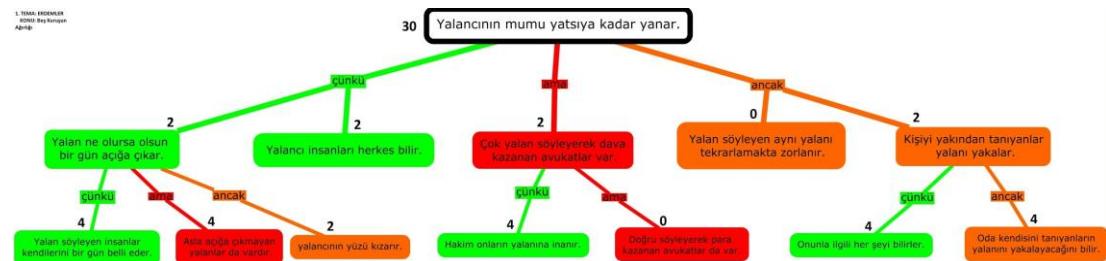 1. TEMA: ERDEMLER
KONU: Beş Kuruşun
Ağırlığı
30
Yalancının mumu yatsıya kadar yanar.
çünkü
ama
ancak
2
Yalan ne olursa olsun
bir gün açığa çıkar.
2
Yalancı insanları herkes bilir.
2
Çok yalan söyleyerek dava
kazanan avukatlar var.
0
Yalan söyleyen aynı yalanı
tekrarlamakta zorlanır.
2
Kişiyi yakından tanıyanlar
yalanı yakalar.
çünkü
ama
ancak
çünkü
ama
çünkü
ancak
4
Yalan söyleyen insanlar
kendilerini bir gün belli eder.
4
Asla açığa çıkmayan
yalanlar da vardır.
2
yalancının yüzü kızarır.
4
Hakim onların yalanına inanır.
0
Doğru söyleyerek para
kazanan avukatlar da var.
4
Onunla ilgili her şeyi bilirler.
4
Oda kendisini tanıyanların
yalanını yakalayacağını bilir.